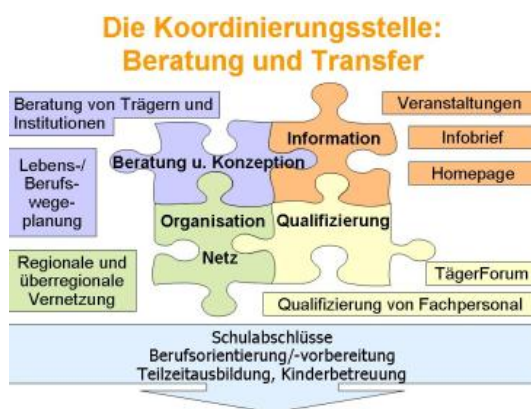 Die Koordinierungsstelle:
Beratung und Transfer
Beratung von Trägern und
Institutionen
Lebens-/
Berufs-
wege-
planung
Regionale und
überregionale
Vernetzung
Beratung u. Konzeption
Information
Organisation
Netz
Qualifizierung
Veranstaltungen
Infobrief
Homepage
TägerForum
Qualifizierung von Fachpersonal
Schulabschlüsse
Berufsorientierung/-vorbereitung
Teilzeitausbildung, Kinderbetreuung